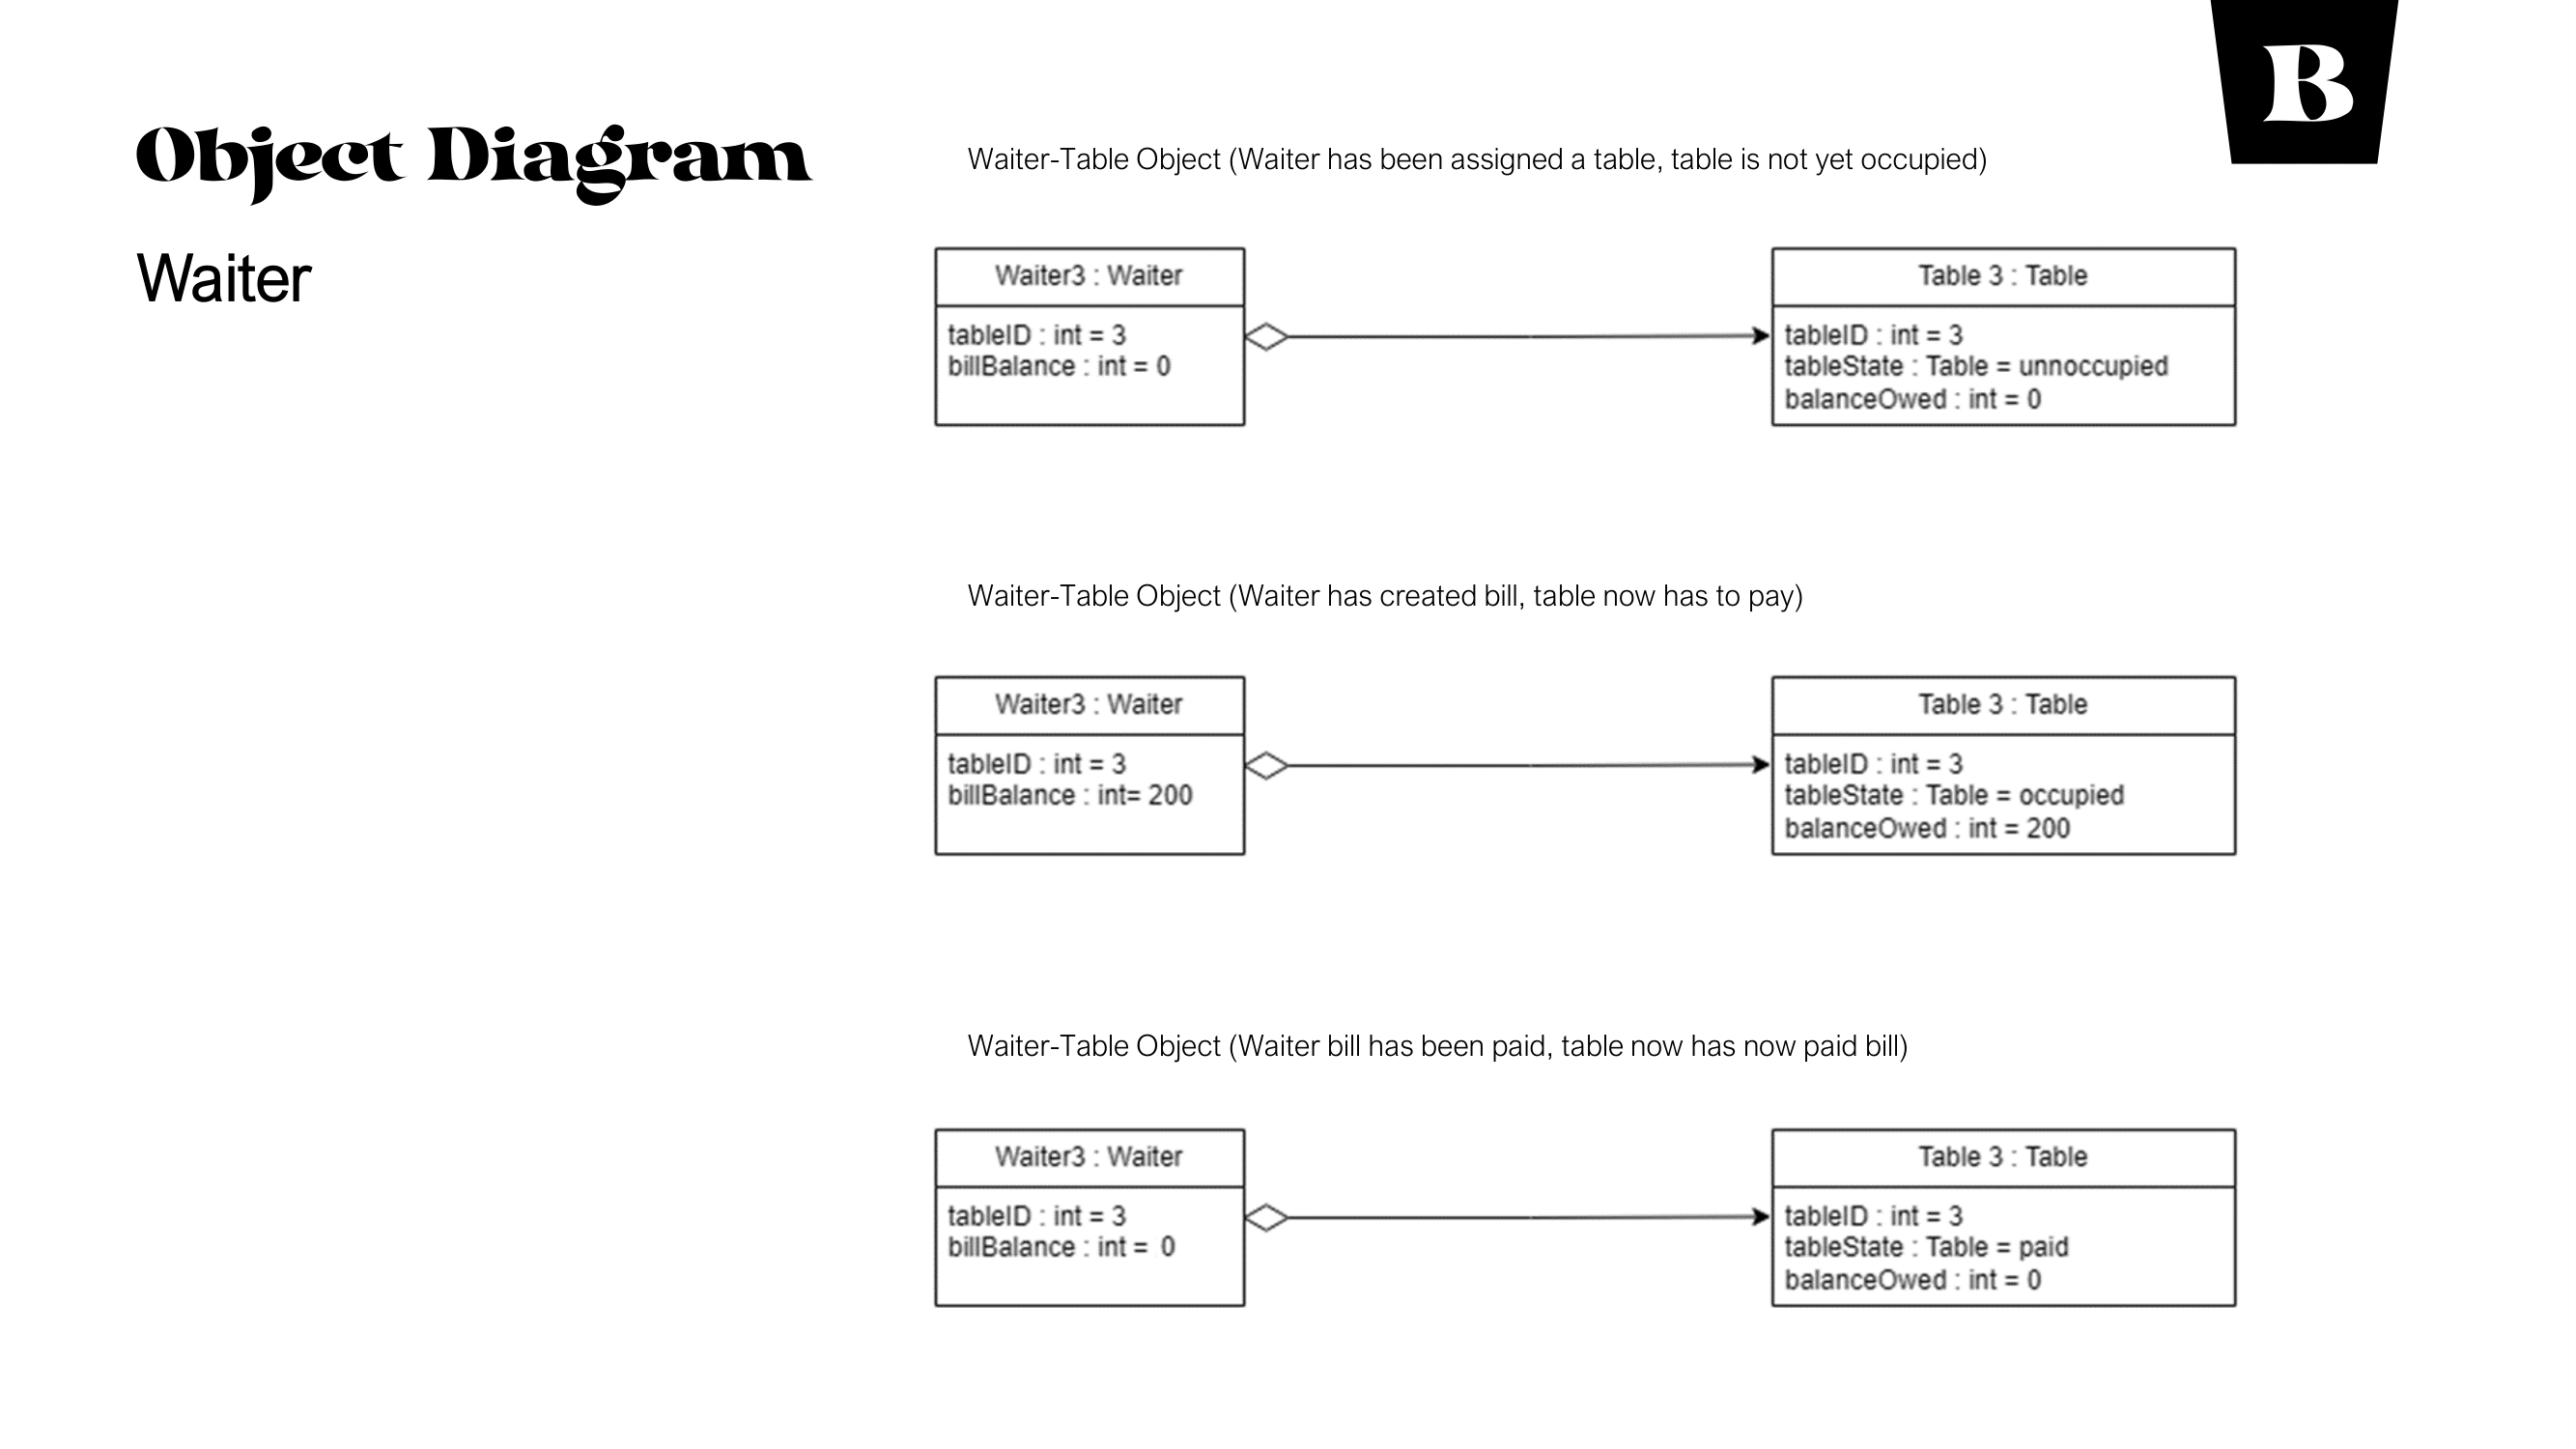 B
Object Diagram
Waiter
Waiter-Table Object (Waiter has been assigned a table, table is not yet occupied)
Waiter3 : Waiter
tableID : int = 3
billBalance : int = 0
Table 3 : Table
tableID : int = 3
tableState : Table = unnoccupied
balanceOwed : int = 0
Waiter-Table Object (Waiter has created bill, table now has to pay)
Waiter3 : Waiter
tableID : int = 3
billBalance : int= 200
Table 3 : Table
tableID : int = 3
tableState : Table = occupied
balanceOwed : int = 200
Waiter-Table Object (Waiter bill has been paid, table now has now paid bill)
Waiter3 : Waiter
tableID : int = 3
billBalance : int = 0
Table 3 : Table
tableID : int = 3
tableState : Table = paid
balanceOwed : int = 0